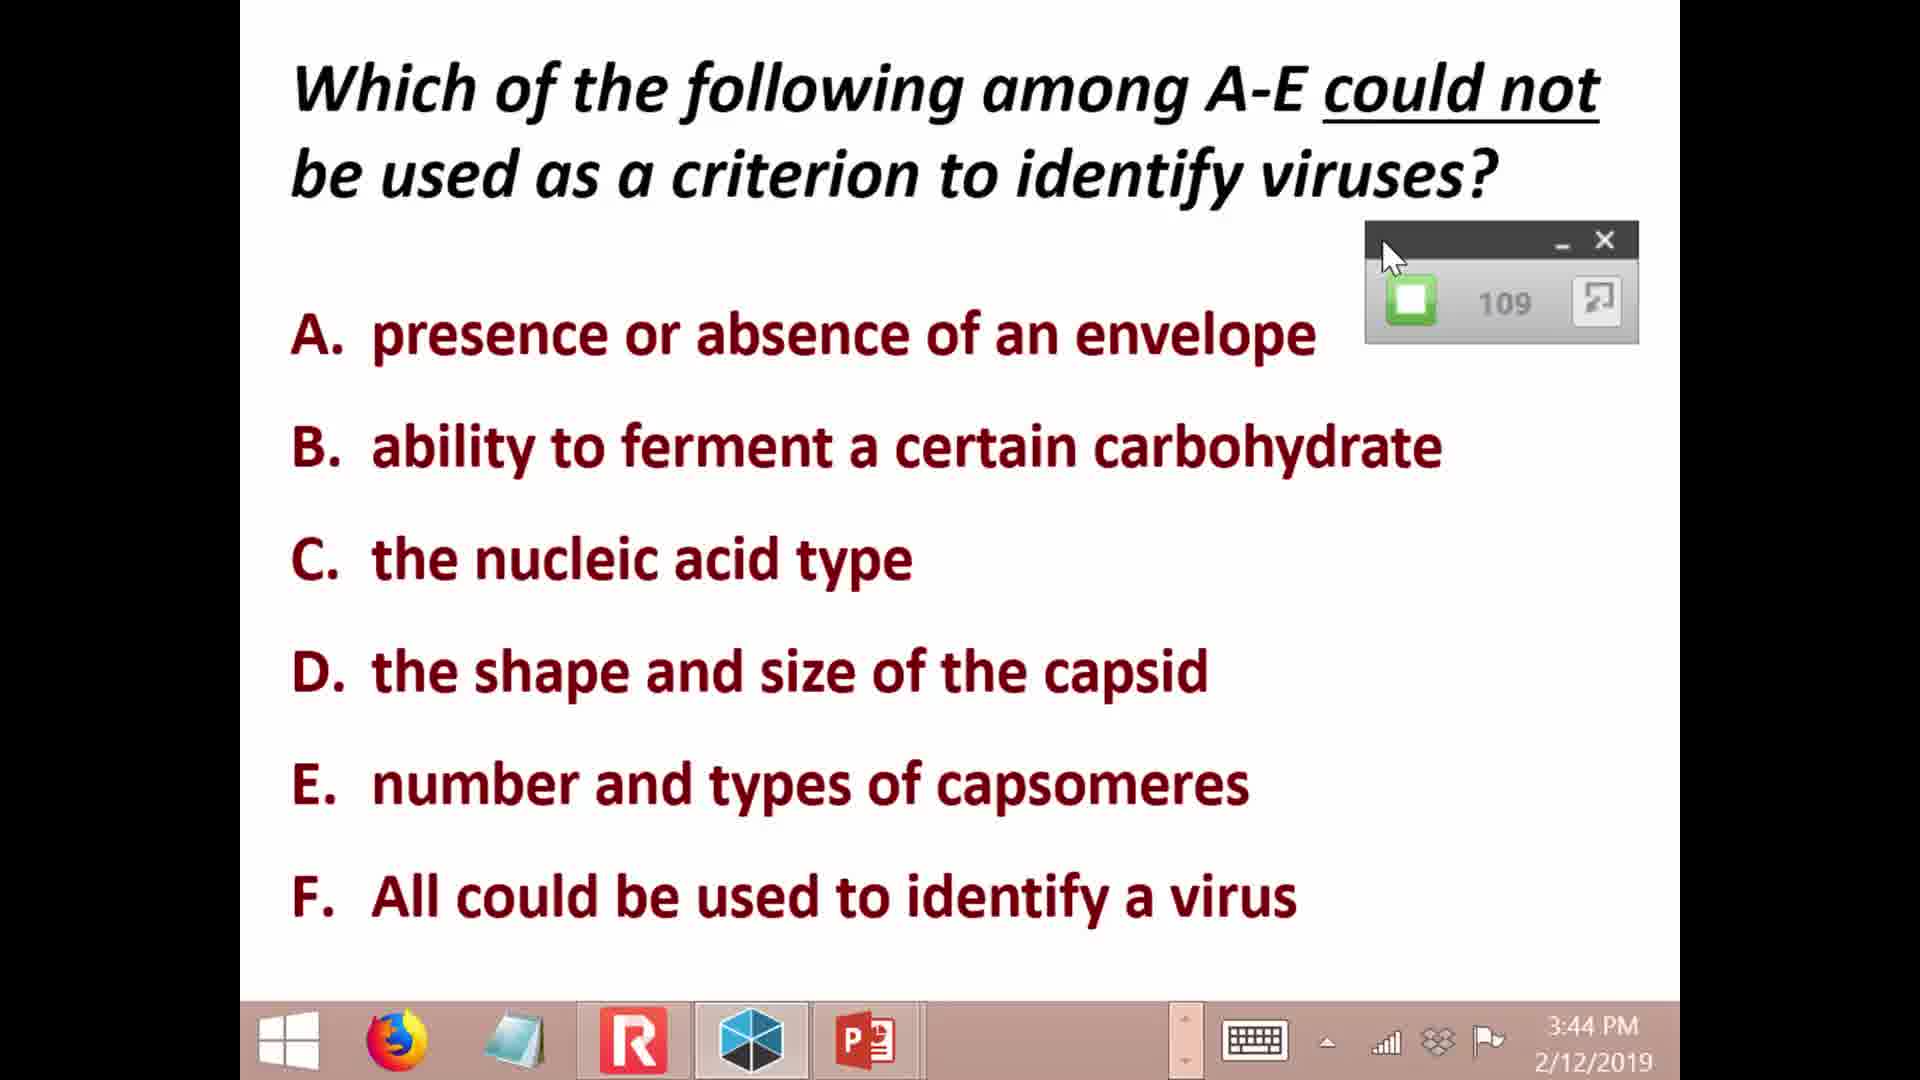 Which of the following among A-E could not
be used as a criterion to identify viruses?
109
A. presence or absence of an envelope
B. ability to ferment a certain carbohydrate
C. the nucleic acid type
D. the shape and size of the capsid
E. number and types of capsomeres
F. All could be used to identify a virus
3:44 PM
2/12/2019